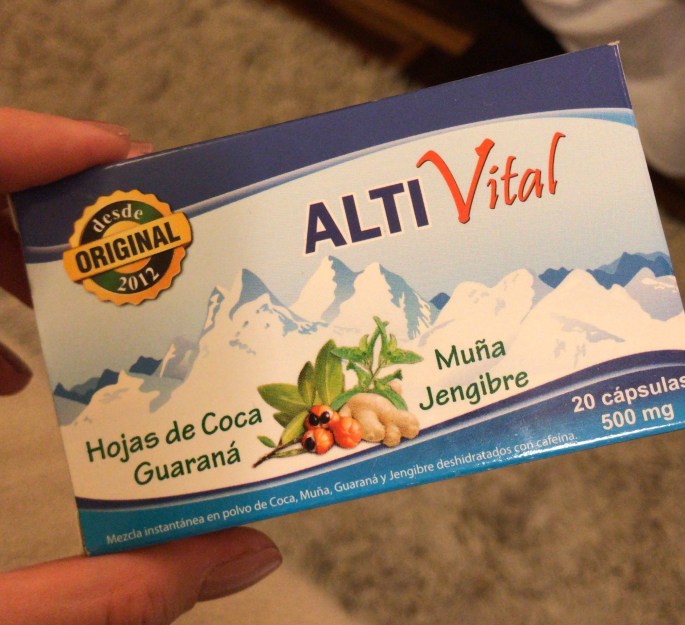 desde
ORIGINAL
2012
ALTI Vital
Hojas de Coca
Guaraná
Muña
Jengibre
20 cápsulas
500 mg
Mezcla instantánea en polvo de Coca, Muña, Guaraná y Jengibre deshidratados con cafeína.